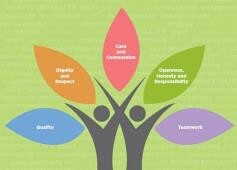 Care
and
Compassion
Dignity
and
Respect
Openness,
Honesty and
Responsibility
Quality
Teamwork